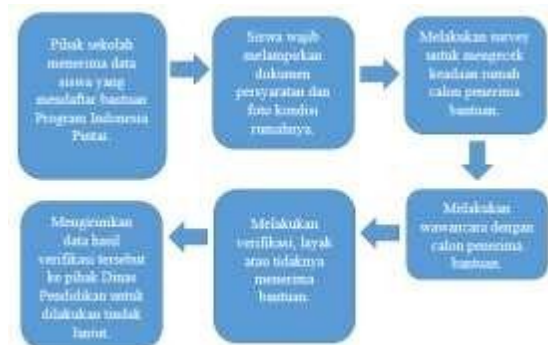 Pihak sekolah
menerima data
siswa yang
mendaftar bantuan
Program Indonesia
Pintar.
Siswa wajib
melampirkan
dokumen
persyaratan dan
foto kondisi
rumahnya.
Melakukan survey
untuk mengecek
keadaan rumah
calon penerima
bantuan.
Melakukan
wawancara dengan
calon penerima
bantuan.
Melakukan
verifikasi, layak
atau tidaknya
menerima
bantuan.
Mengirimkan
data hasil
verifikasi tersebut
ke pihak Dinas
Pendidikan untuk
dilakukan tindak
lanjut.